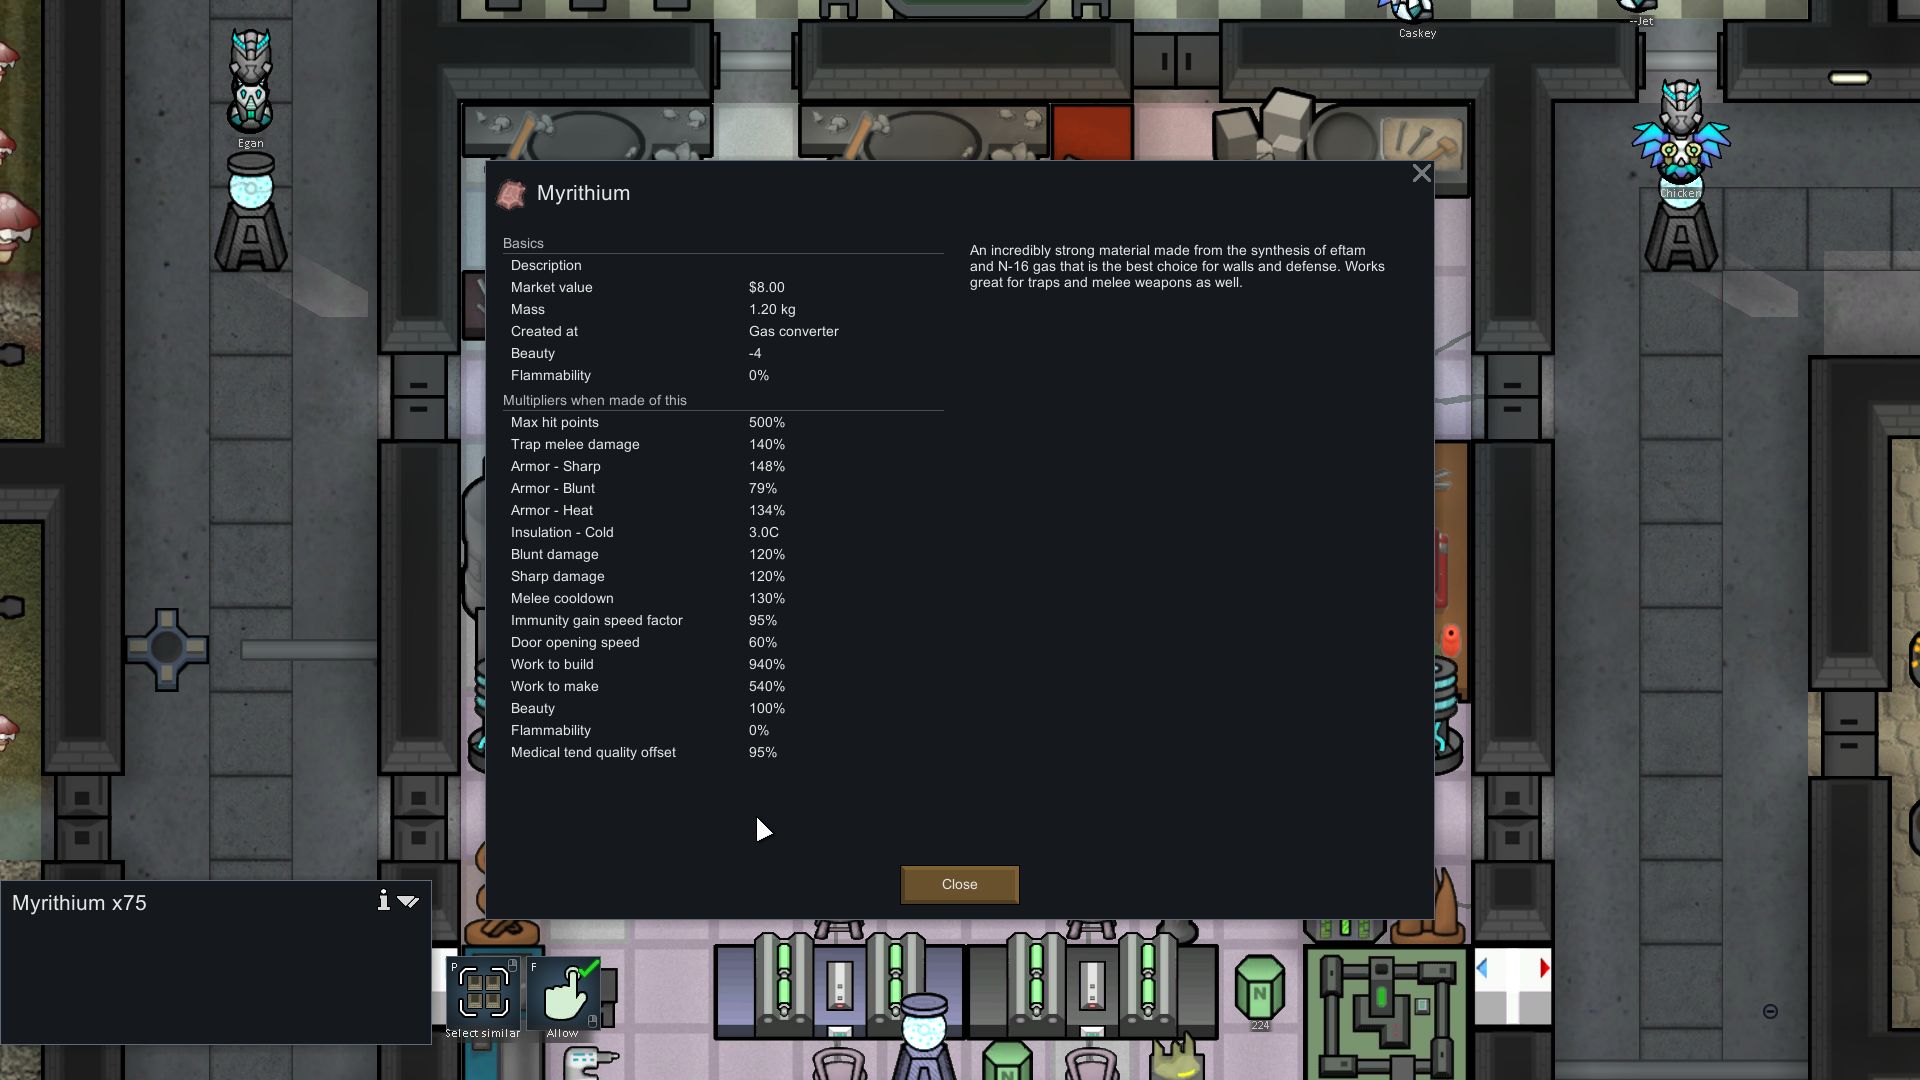 --Jet
Caskey
Egan
Chicken
Myrithium
Basics
Description
Market value $8.00
Mass 1.20 kg
Created at Gas converter
Beauty -4
Flammability 0%
Multipliers when made of this
Max hit points 500%
Trap melee damage 140%
Armor - Sharp 148%
Armor - Blunt 79%
Armor - Heat 134%
Insulation - Cold 3.0C
Blunt damage 120%
Sharp damage 120%
Melee cooldown 130%
Immunity gain speed factor 95%
Door opening speed 60%
Work to build 940%
Work to make 540%
Beauty 100%
Flammability 0%
Medical tend quality offset 95%
An incredibly strong material made from the synthesis of eftam
and N-16 gas that is the best choice for walls and defense. Works
great for traps and melee weapons as well.
Close
Myrithium x75
P
F
Select similar
Allow
N
224
N